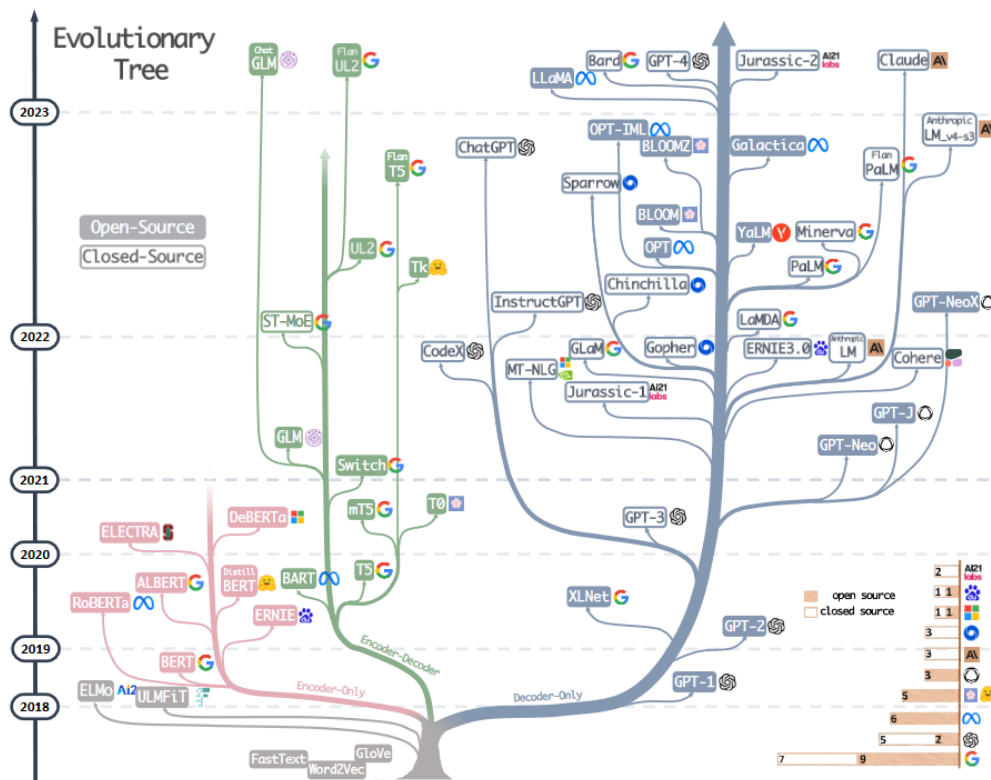 Evolutionary
Tree
Chat
GLM
Flan
UL2
Bard
GPT-4
Jurassic-2
AI21
labs
Claude
A\
LLaMA
2023
OPT-IML
BLOOMZ
Galactica
Anthropic
LM_v4-s3
A\
ChatGPT
Flan
T5
Flan
PaLM
Sparrow
Open-Source
Closed-Source
BLOOM
YaLM
Y
Minerva
UL2
OPT
Tk
PaLM
Chinchilla
InstructGPT
GPT-NeoX
ST-MoE
LaMDA
2022
CodeX
GLaM
Gopher
ERNIE3.0
Anthropic
LM
A\
Cohere
MT-NLG
Jurassic-1
AI21
labs
GPT-J
GLM
GPT-Neo
Switch
2021
mT5
T0
DeBERTa
GPT-3
ELECTRA
S
2020
ALBERT
Distill
BERT
BART
T5
AI21
labs
2
RoBERTa
ERNIE
XLNet
open source
closed source
1 1
1 1
GPT-2
3
2019
Encoder-Decoder
BERT
3
A\
ELMo
Ai2
ULMFiT
Encoder-Only
Decoder-Only
GPT-1
3
5
2018
6
FastText
Word2Vec
GloVe
5 2
7 9